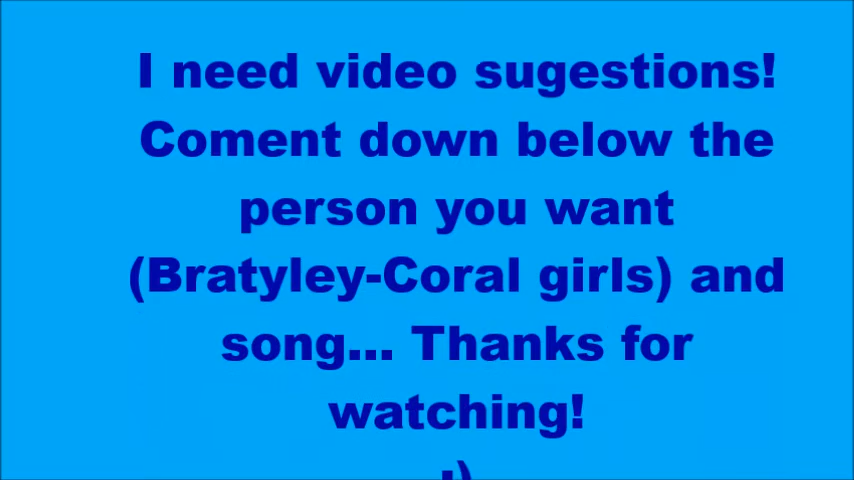 I need video sugestions!
Coment down below the
person you want
(Bratyley-Coral girls) and
song... Thanks for
watching!
:)